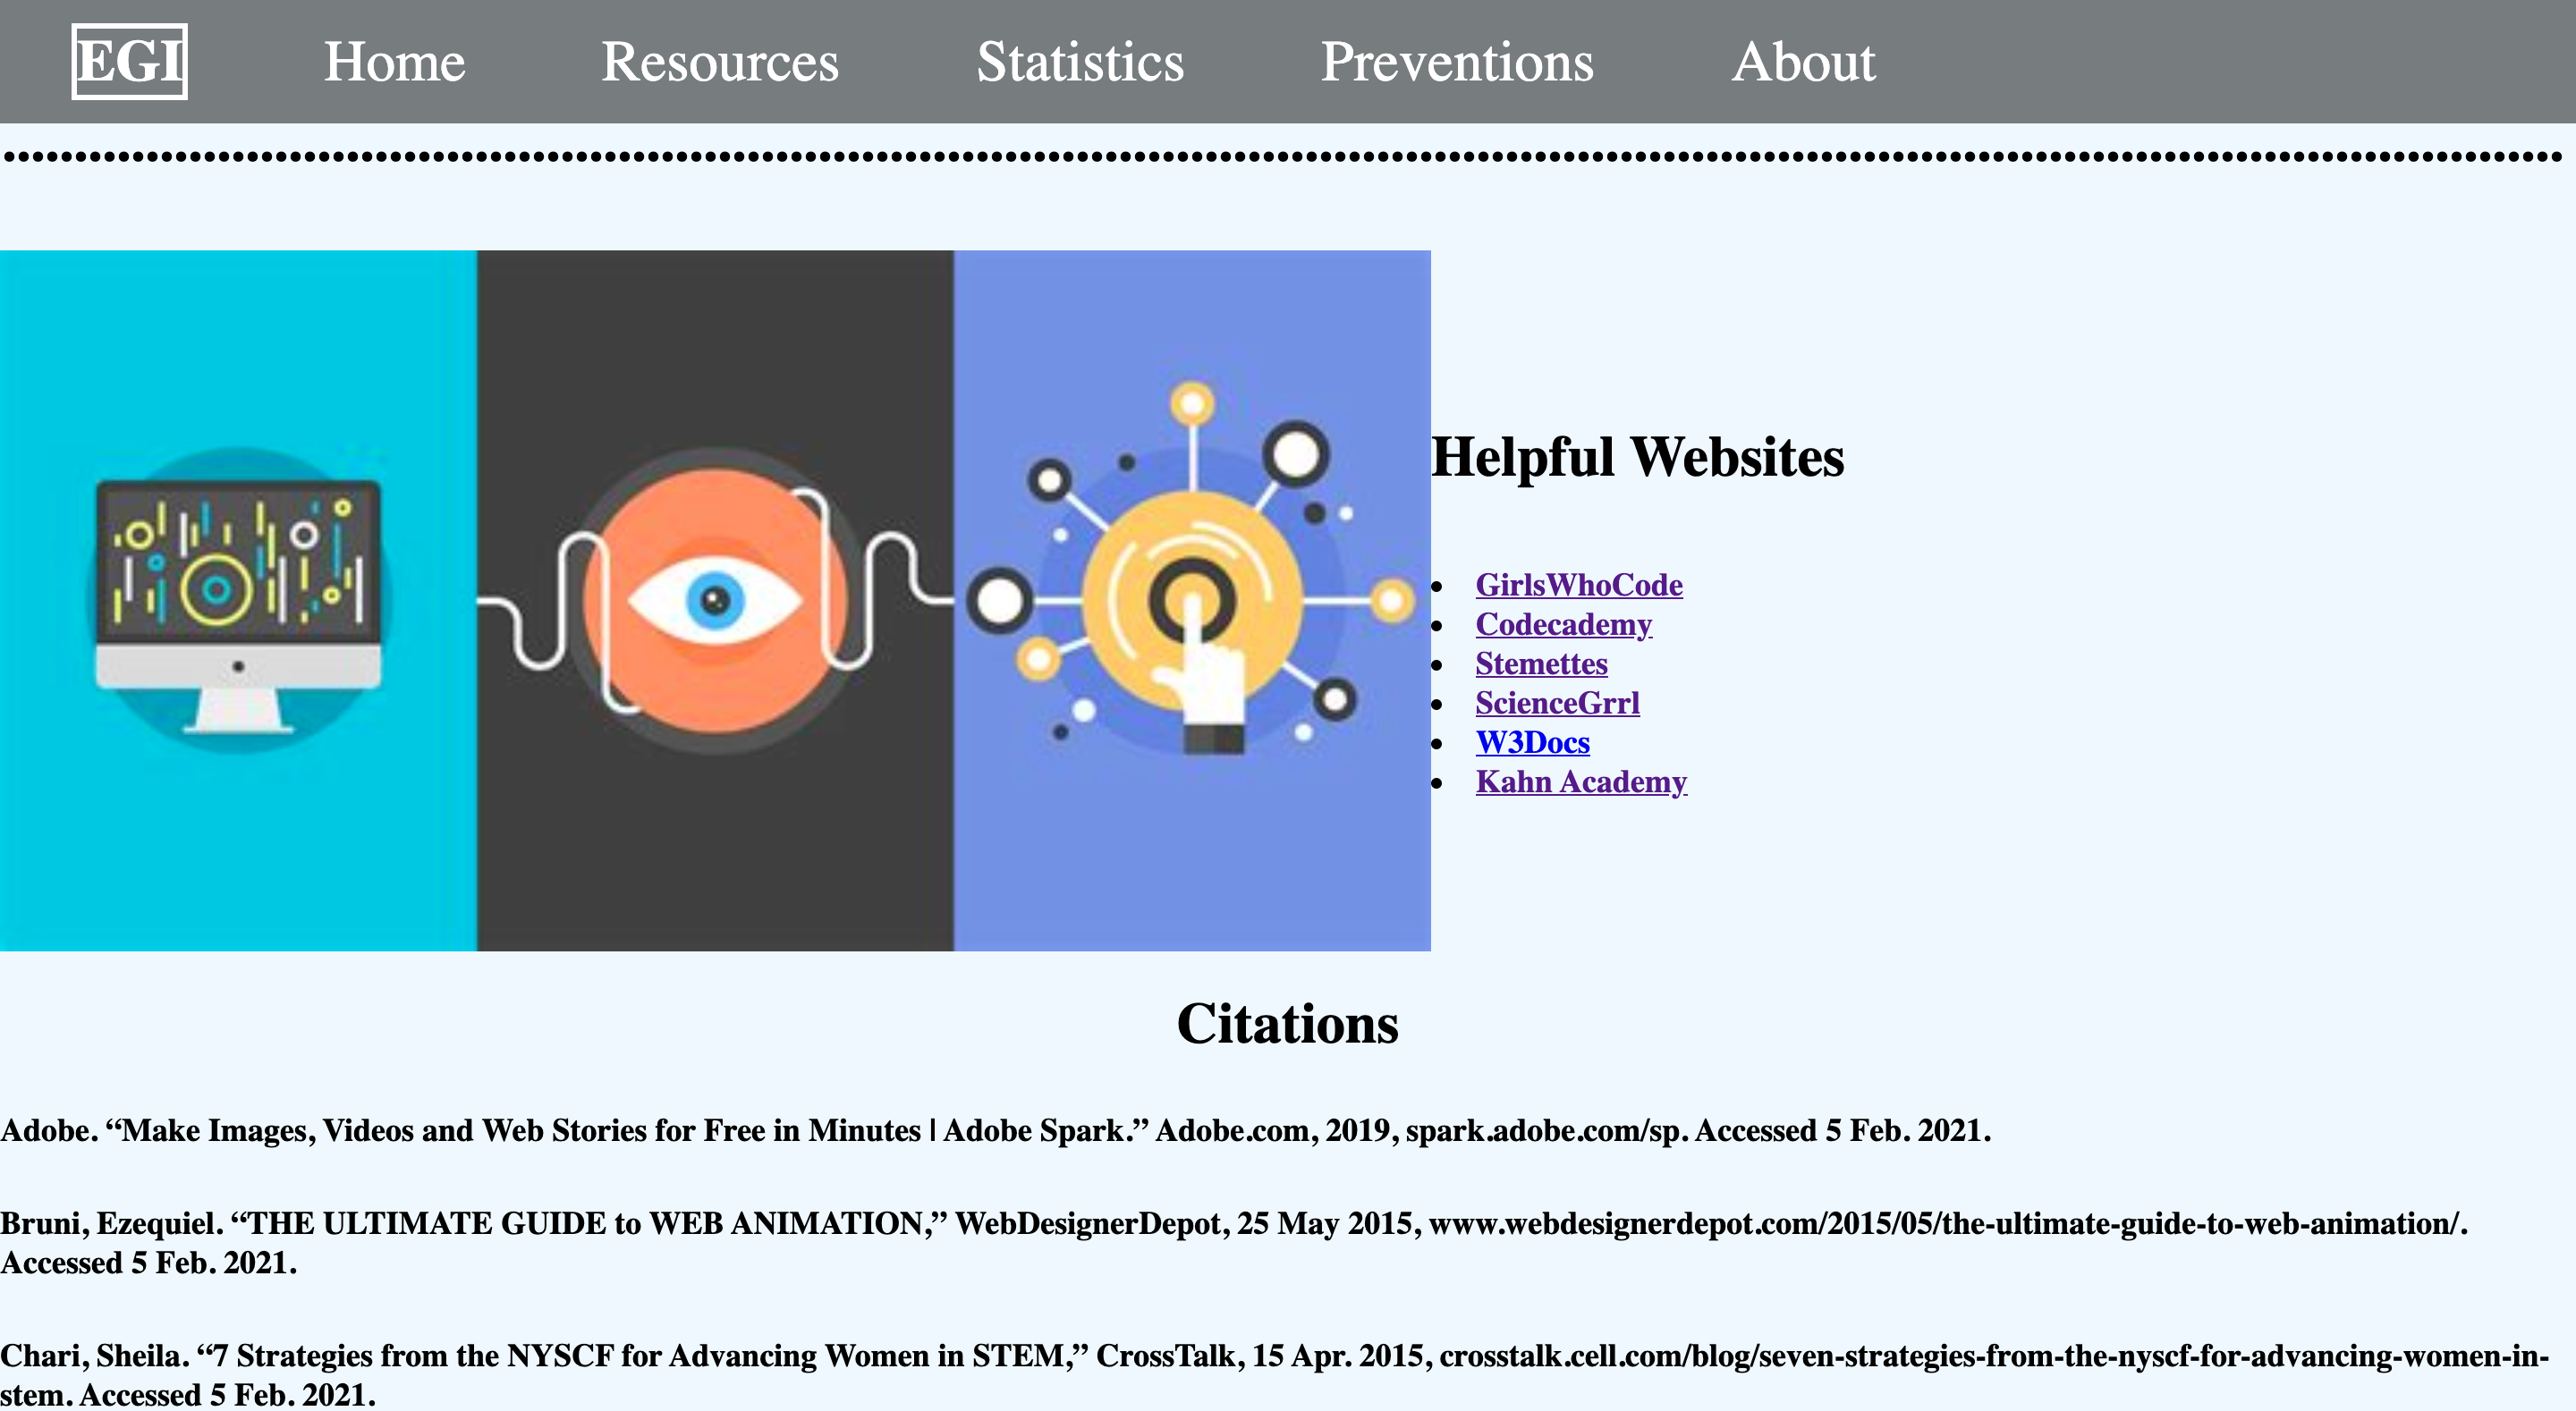 EGI Home Resources Statistics Preventions About
Helpful Websites
GirlsWhoCode
Codecademy
Stemettes
ScienceGrrl
W3Docs
Kahn Academy
Citations
Adobe. “Make Images, Videos and Web Stories for Free in Minutes | Adobe Spark.” Adobe.com, 2019, spark.adobe.com/sp. Accessed 5 Feb. 2021.
Bruni, Ezequiel. “THE ULTIMATE GUIDE to WEB ANIMATION,” WebDesignerDepot, 25 May 2015, www.webdesignerdepot.com/2015/05/the-ultimate-guide-to-web-animation/.
Accessed 5 Feb. 2021.
Chari, Sheila. “7 Strategies from the NYSCF for Advancing Women in STEM,” CrossTalk, 15 Apr. 2015, crosstalk.cell.com/blog/seven-strategies-from-the-nyscf-for-advancing-women-in-
stem. Accessed 5 Feb. 2021.